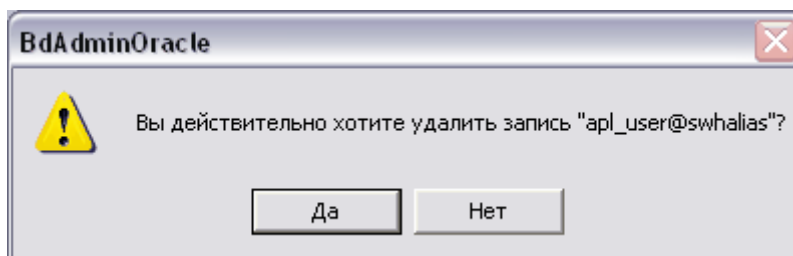 BdAdminOracle
Вы действительно хотите удалить запись "apl_user@swhalias"?
Да Нет